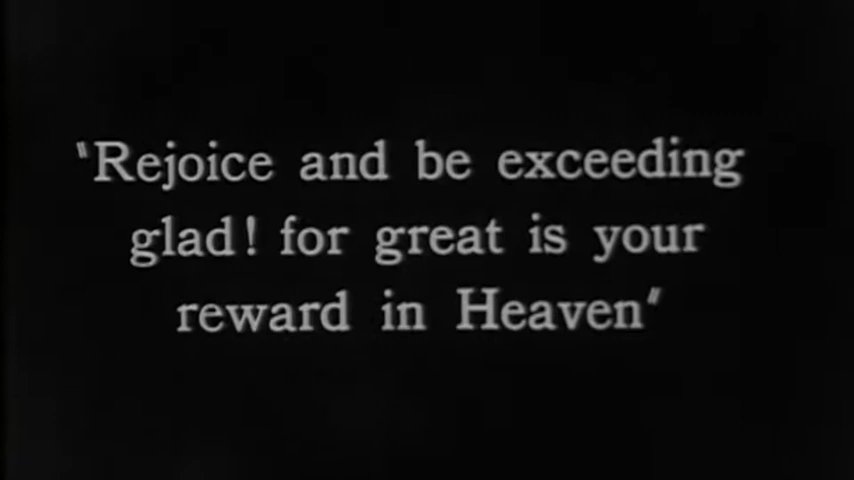 "Rejoice and be exceeding
glad! for great is your
reward in Heaven"